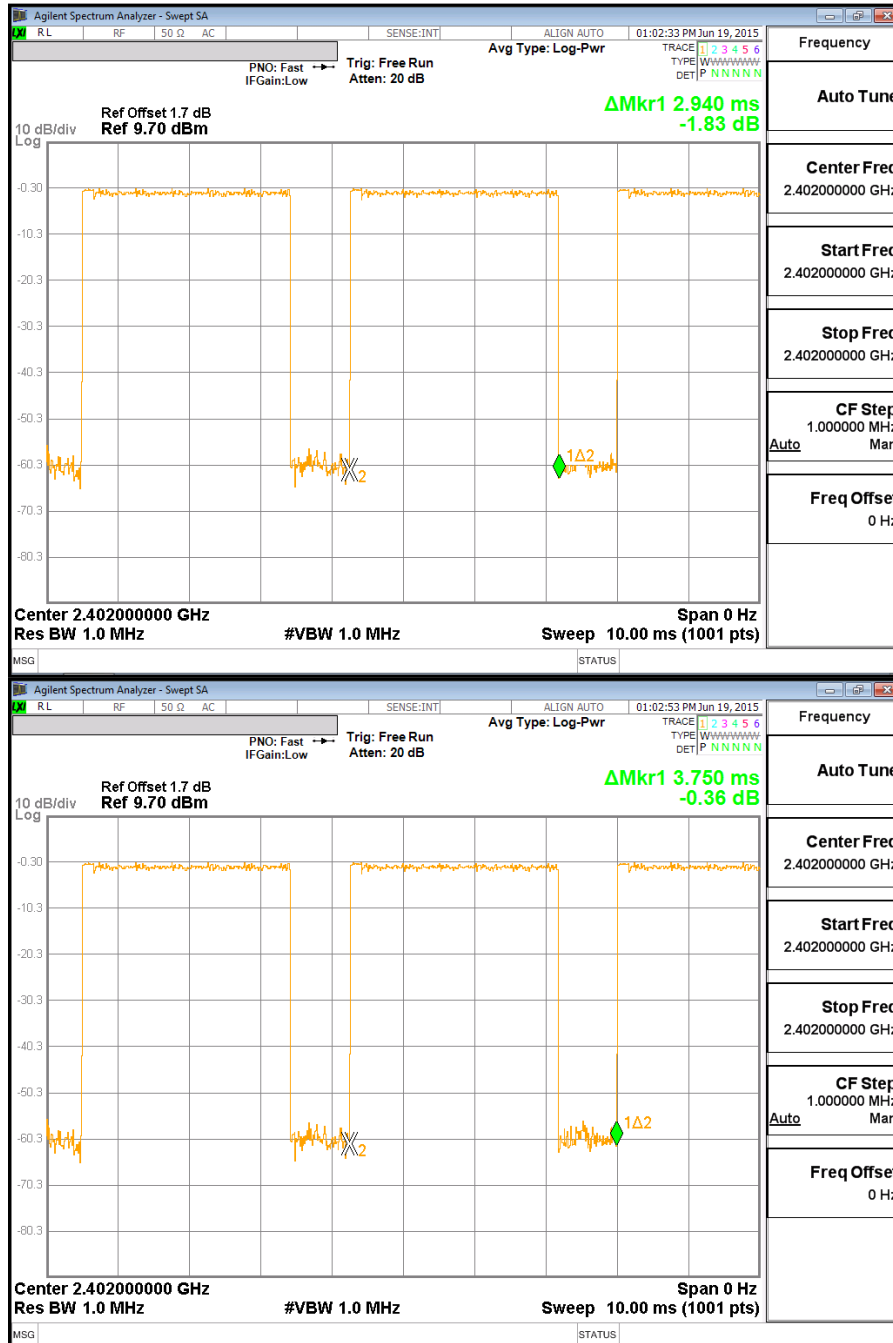 Agilent Spectrum Analyzer - Swept SA
LXI RL RF 50 Ω AC SENSE:INT ALIGN AUTO 01:02:33 PM Jun 19, 2015
Frequency
PNO: Fast
IFGain:Low
Trig: Free Run
Atten: 20 dB
Avg Type: Log-Pwr
TRACE 1 2 3 4 5 6
TYPE WWWWWWW
DET P N N N N N
Auto Tune
ΔMkr1 2.940 ms
-1.83 dB
Ref Offset 1.7 dB
10 dB/div Ref 9.70 dBm
Log
-0.30
-10.3
-20.3
-30.3
-40.3
-50.3
-60.3
-70.3
-80.3
1Δ2
2
Center Freq
2.402000000 GHz
Start Freq
2.402000000 GHz
Stop Freq
2.402000000 GHz
CF Step
1.000000 MHz
Auto Man
Freq Offset
0 Hz
Center 2.402000000 GHz Span 0 Hz
Res BW 1.0 MHz #VBW 1.0 MHz Sweep 10.00 ms (1001 pts)
MSG STATUS
Agilent Spectrum Analyzer - Swept SA
LXI RL RF 50 Ω AC SENSE:INT ALIGN AUTO 01:02:53 PM Jun 19, 2015
Frequency
PNO: Fast
IFGain:Low
Trig: Free Run
Atten: 20 dB
Avg Type: Log-Pwr
TRACE 1 2 3 4 5 6
TYPE WWWWWWW
DET P N N N N N
Auto Tune
ΔMkr1 3.750 ms
-0.36 dB
Ref Offset 1.7 dB
10 dB/div Ref 9.70 dBm
Log
-0.30
-10.3
-20.3
-30.3
-40.3
-50.3
-60.3
-70.3
-80.3
1Δ2
2
Center Freq
2.402000000 GHz
Start Freq
2.402000000 GHz
Stop Freq
2.402000000 GHz
CF Step
1.000000 MHz
Auto Man
Freq Offset
0 Hz
Center 2.402000000 GHz Span 0 Hz
Res BW 1.0 MHz #VBW 1.0 MHz Sweep 10.00 ms (1001 pts)
MSG STATUS